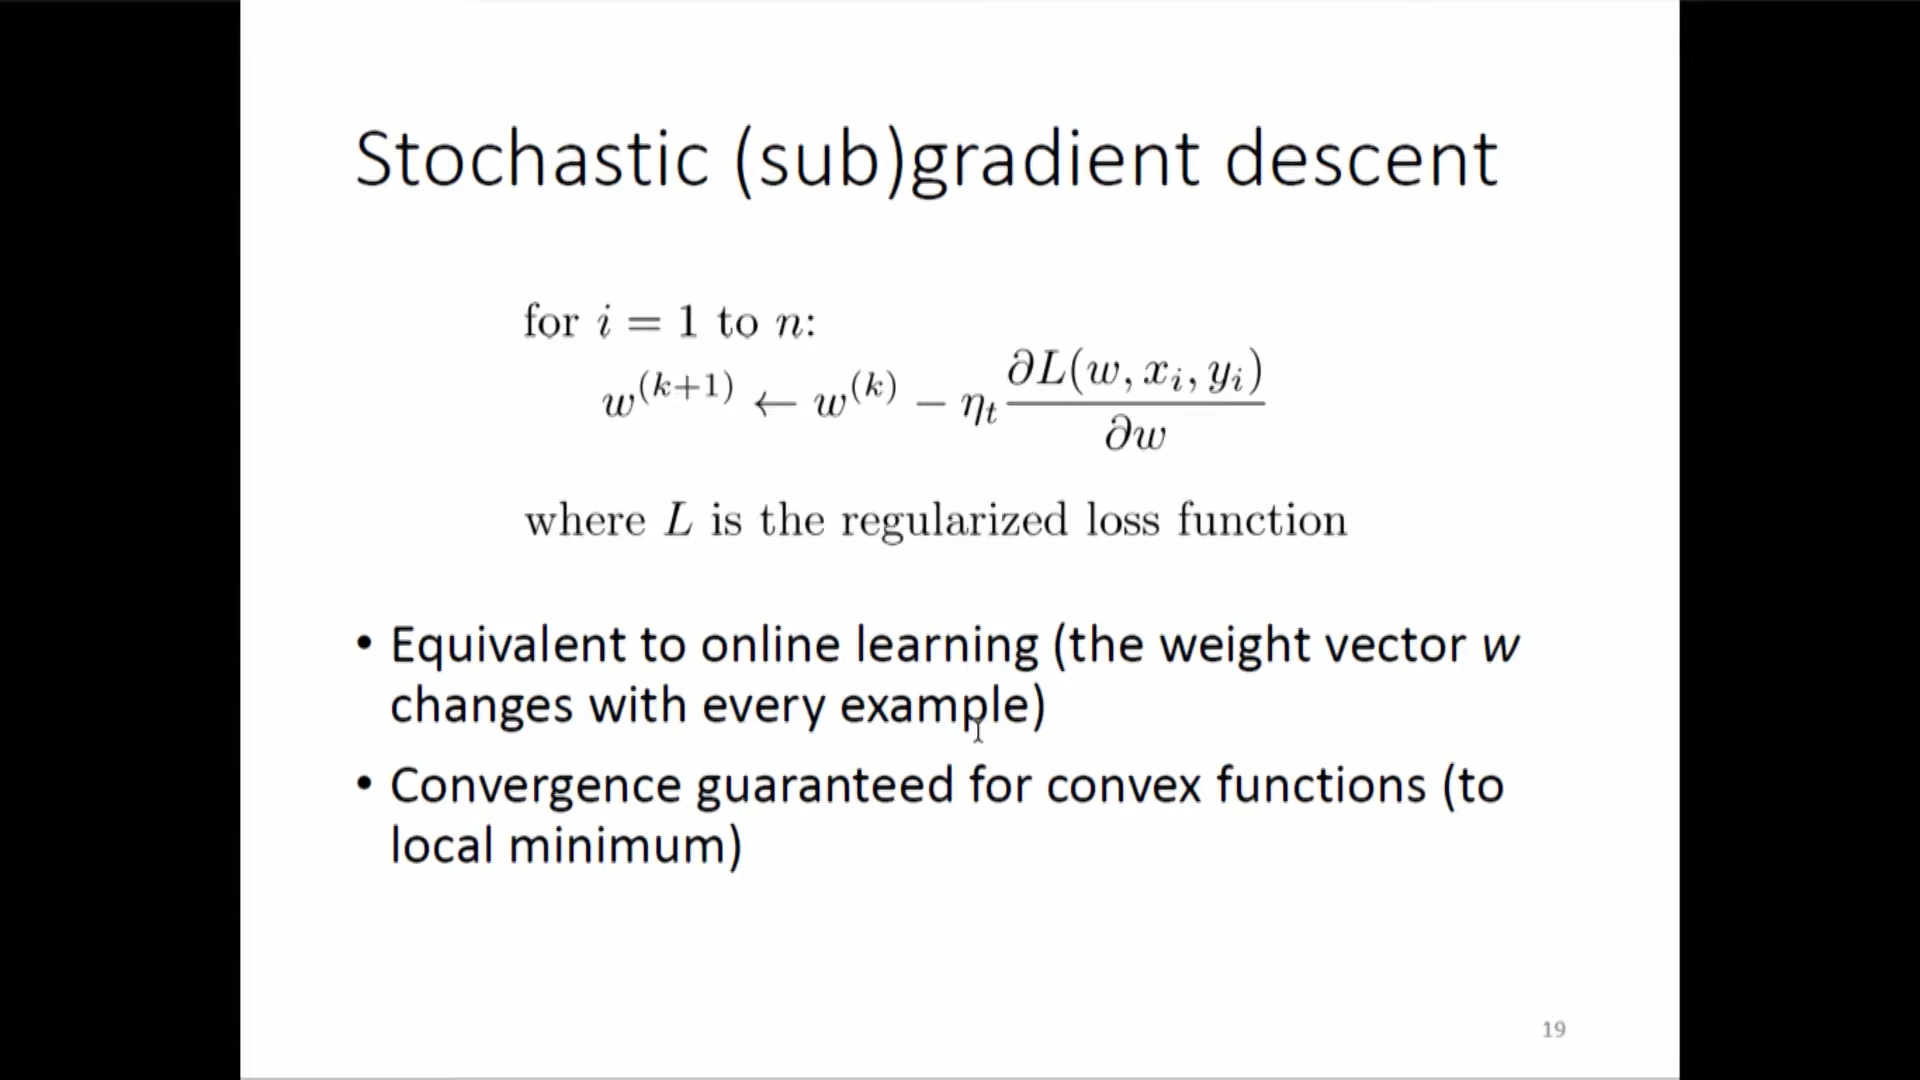 Stochastic (sub)gradient descent
for i = 1 to n:
w^(k+1) ← w^(k) − η_t ∂L(w, x_i, y_i) / ∂w
where L is the regularized loss function
• Equivalent to online learning (the weight vector w
changes with every example)
• Convergence guaranteed for convex functions (to
local minimum)
19